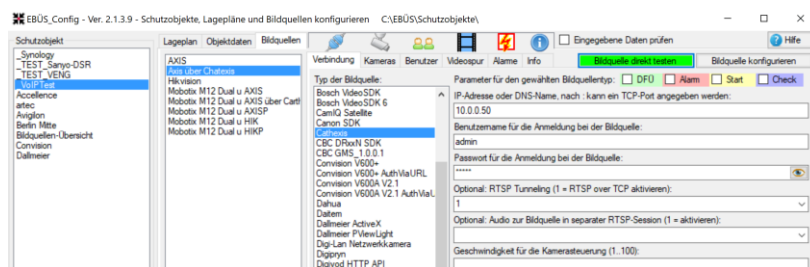 EBÜS_Config - Ver. 2.1.3.9 - Schutzobjekte, Lagepläne und Bildquellen konfigurieren C:\EBÜS\Schutzobjekte\
Schutzobjekt
_Synology
_TEST_Sanyo-DSR
_TEST_VENG
_VoIPTest
Accellence
artec
Avigilon
Berlin Mitte
Bildquellen-Übersicht
Convision
Dallmeier
Lageplan Objektdaten Bildquellen
AXIS
Axis über Chatexis
Hikvision
Mobotix M12 Dual u AXIS
Mobotix M12 Dual u AXIS über Carth
Mobotix M12 Dual u AXISP
Mobotix M12 Dual u HIK
Mobotix M12 Dual u HIKP
Eingegebene Daten prüfen
Hilfe
Verbindung Kameras Benutzer Videospur Alarme Info
Bildquelle direkt testen
Bildquelle konfigurieren
Typ der Bildquelle:
Bosch VideoSDK
Bosch VideoSDK 6
CamIQ Satellite
Canon SDK
Cathexis
CBC DRxxN SDK
CBC GMS_1.0.0.1
Convision V600+
Convision V600+ AuthViaURL
Convision V600A V2.1
Convision V600A V2.1 AuthViaL
Dahua
Daitem
Dallmeier ActiveX
Dallmeier PViewLight
Digi-Lan Netzwerkkamera
Digipryn
Digivod HTTP API
Parameter für den gewählten Bildquellentyp: DFÜ Alarm Start Check
IP-Adresse oder DNS-Name, nach : kann ein TCP-Port angegeben werden:
10.0.0.50
Benutzername für die Anmeldung bei der Bildquelle:
admin
Passwort für die Anmeldung bei der Bildquelle:
*****
Optional: RTSP Tunneling (1 = RTSP over TCP aktivieren):
1
Optional: Audio zur Bildquelle in separater RTSP-Session (1 = aktivieren):
Geschwindigkeit für die Kamerasteuerung (1..100):